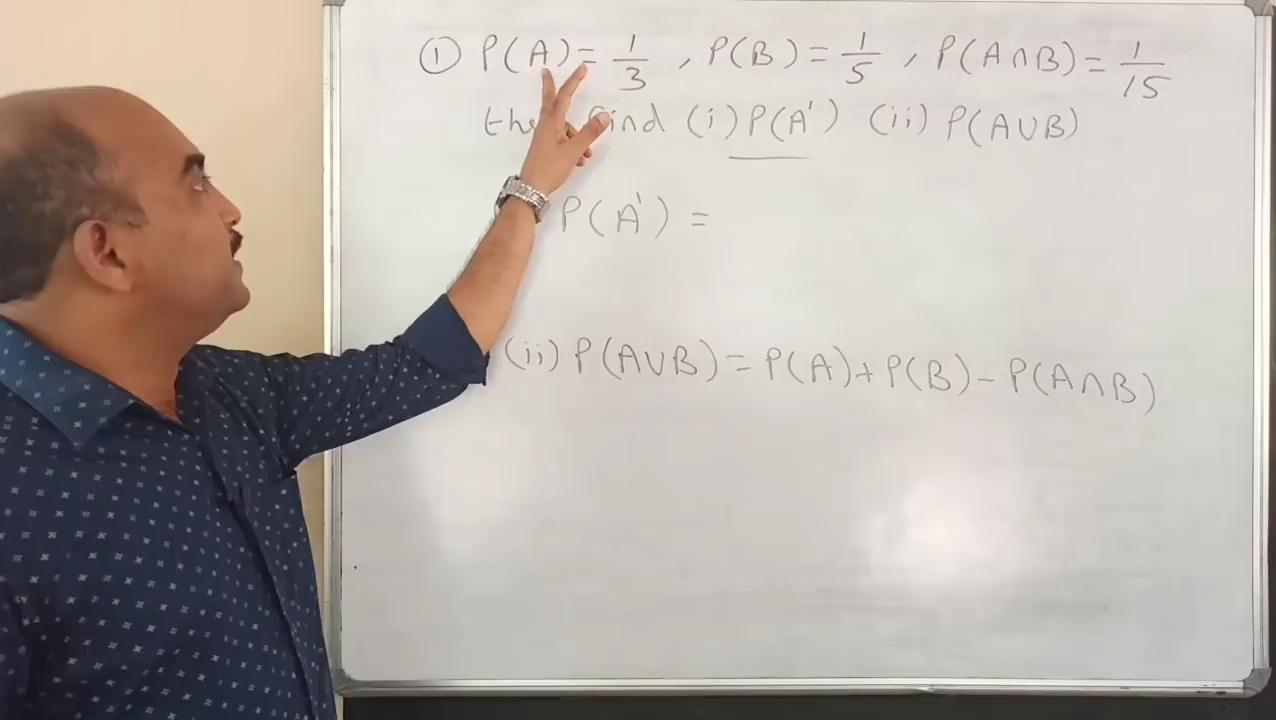 ① P(A) = 1/3 , P(B) = 1/5 , P(A∩B) = 1/15
find (i) P(A') (ii) P(A∪B)
P(A') =
(ii) P(A∪B) = P(A) + P(B) - P(A∩B)